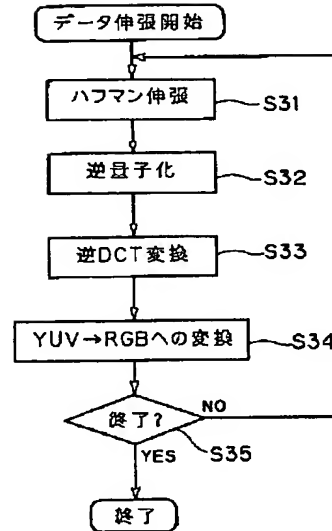 データ伸張開始
ハフマン伸張
S31
逆量子化
S32
逆DCT変換
S33
YUV→RGBへの変換
S34
終了?
NO
S35
YES
終了